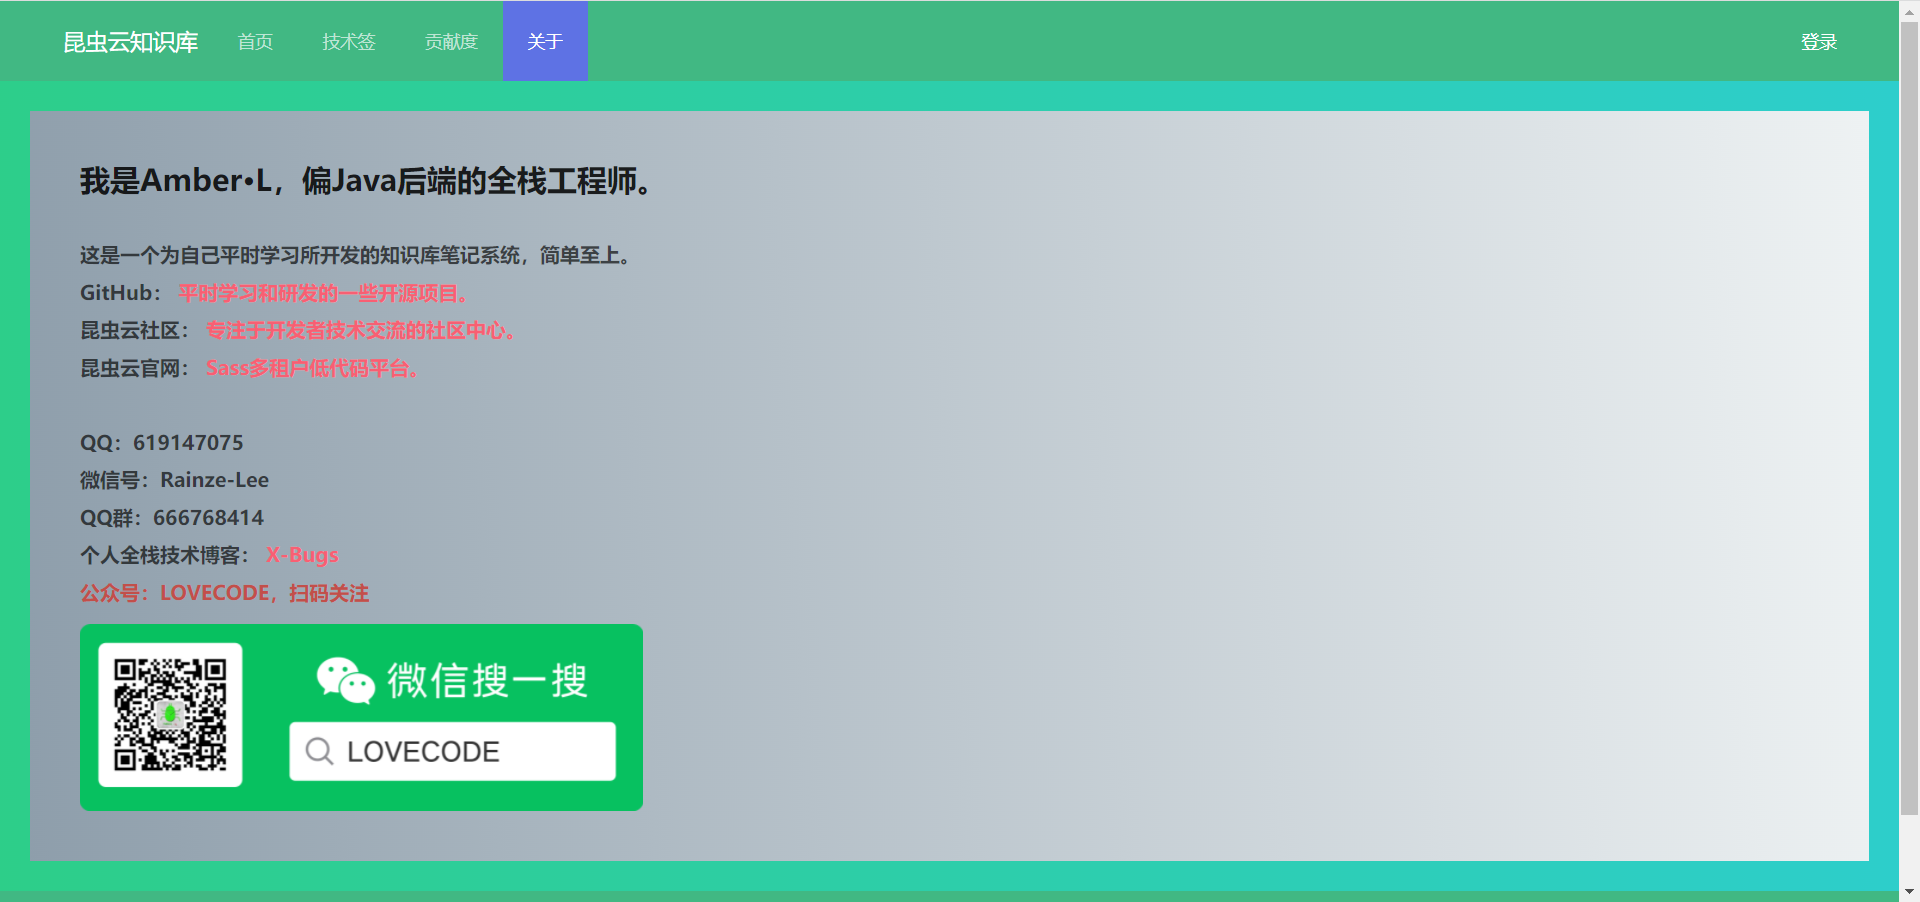 昆虫云知识库 首页 技术签 贡献度 关于 登录
我是Amber•L，偏Java后端的全栈工程师。
这是一个为自己平时学习所开发的知识库笔记系统，简单至上。
GitHub： 平时学习和研发的一些开源项目。
昆虫云社区： 专注于开发者技术交流的社区中心。
昆虫云官网： Sass多租户低代码平台。
QQ：619147075
微信号：Rainze-Lee
QQ群：666768414
个人全栈技术博客： X-Bugs
公众号：LOVECODE，扫码关注
微信搜一搜
LOVECODE